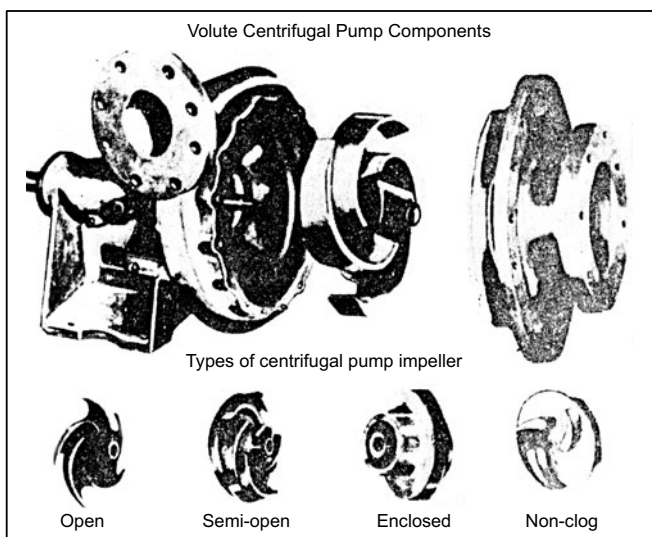 Volute Centrifugal Pump Components
Types of centrifugal pump impeller
Open
Semi-open
Enclosed
Non-clog